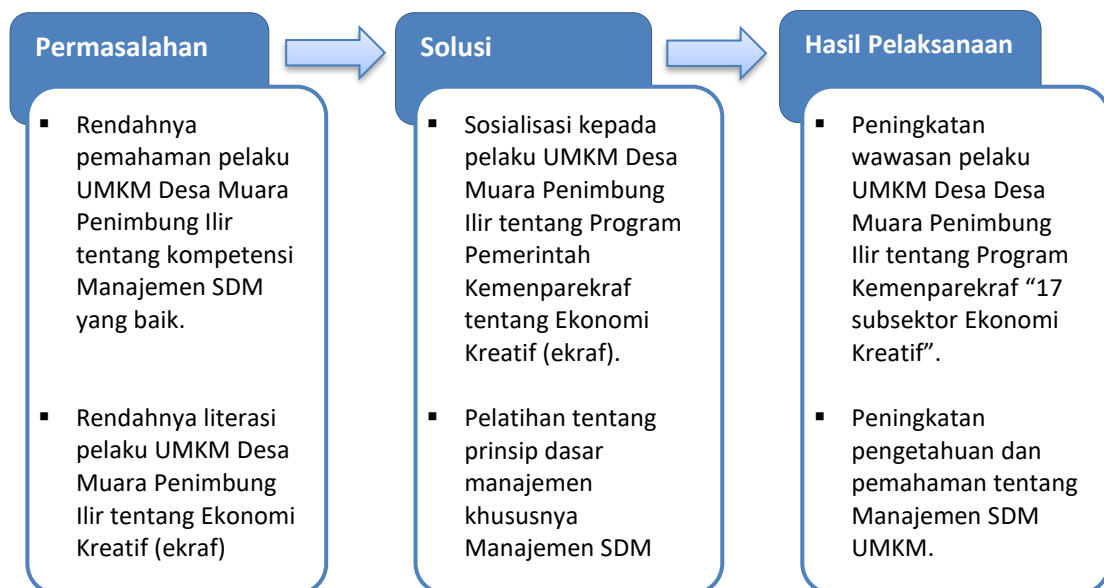 Permasalahan
Rendahnya
pemahaman pelaku
UMKM Desa Muara
Penimbung Ilir
tentang kompetensi
Manajemen SDM
yang baik.
Rendahnya literasi
pelaku UMKM Desa
Muara Penimbung
Ilir tentang Ekonomi
Kreatif (ekraf)
Solusi
Sosialisasi kepada
pelaku UMKM Desa
Muara Penimbung
Ilir tentang Program
Pemerintah
Kemenparekraf
tentang Ekonomi
Kreatif (ekraf).
Pelatihan tentang
prinsip dasar
manajemen
khususnya
Manajemen SDM
Hasil Pelaksanaan
Peningkatan
wawasan pelaku
UMKM Desa Desa
Muara Penimbung
Ilir tentang Program
Kemenparekraf “17
subsektor Ekonomi
Kreatif”.
Peningkatan
pengetahuan dan
pemahaman tentang
Manajemen SDM
UMKM.